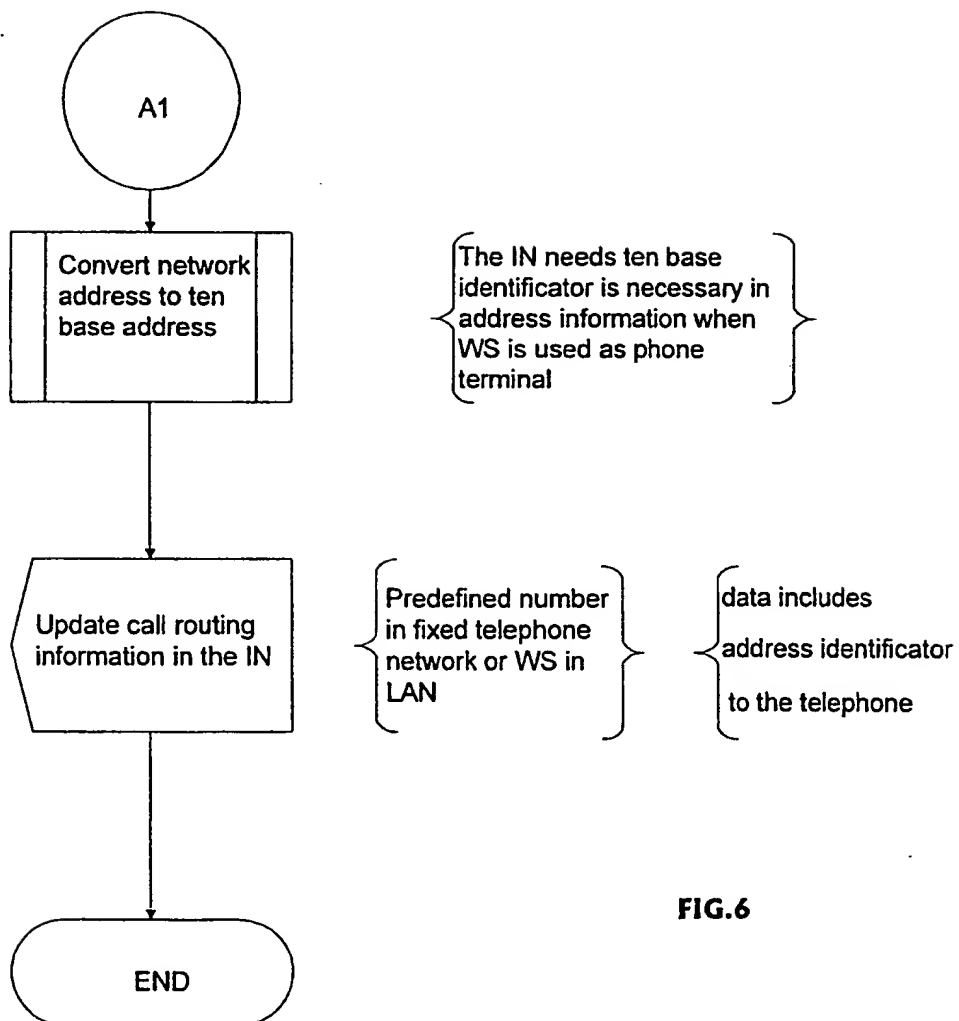 A1
Convert network
address to ten
base address
The IN needs ten base
identificator is necessary in
address information when
WS is used as phone
terminal
Update call routing
information in the IN
Predefined number
in fixed telephone
network or WS in
LAN
data includes
address identificator
to the telephone
FIG.6
END